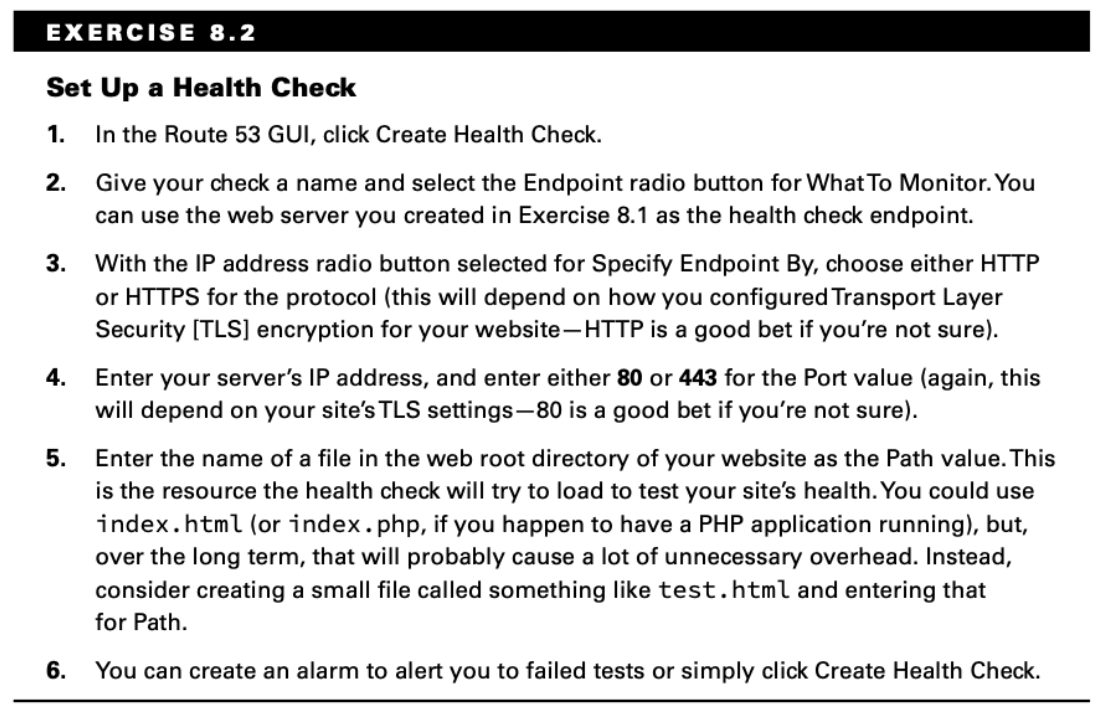 EXERCISE 8.2
Set Up a Health Check
1. In the Route 53 GUI, click Create Health Check.
2. Give your check a name and select the Endpoint radio button for What To Monitor. You
can use the web server you created in Exercise 8.1 as the health check endpoint.
3. With the IP address radio button selected for Specify Endpoint By, choose either HTTP
or HTTPS for the protocol (this will depend on how you configured Transport Layer
Security [TLS] encryption for your website—HTTP is a good bet if you're not sure).
4. Enter your server's IP address, and enter either 80 or 443 for the Port value (again, this
will depend on your site's TLS settings—80 is a good bet if you're not sure).
5. Enter the name of a file in the web root directory of your website as the Path value. This
is the resource the health check will try to load to test your site's health. You could use
index.html (or index.php, if you happen to have a PHP application running), but,
over the long term, that will probably cause a lot of unnecessary overhead. Instead,
consider creating a small file called something like test.html and entering that
for Path.
6. You can create an alarm to alert you to failed tests or simply click Create Health Check.